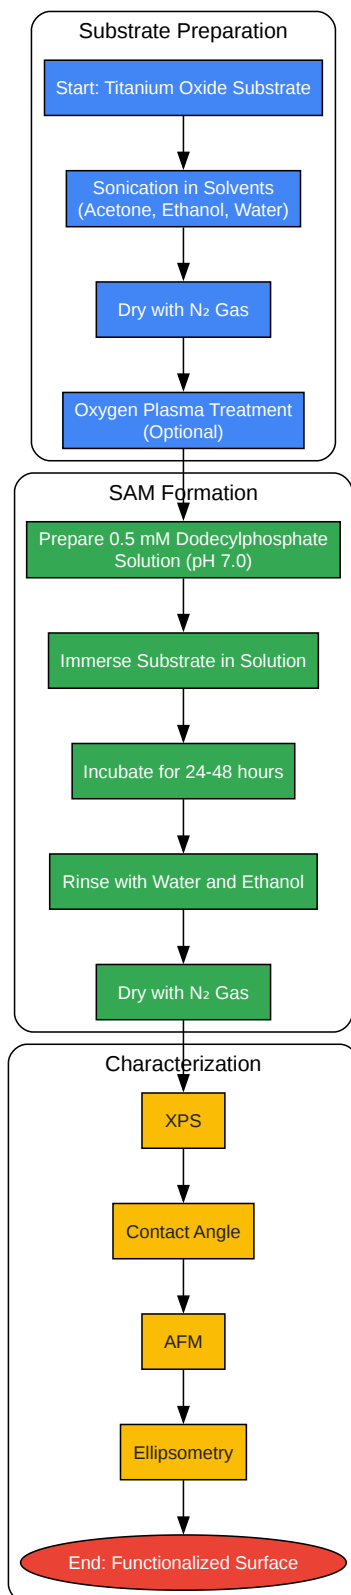 Substrate Preparation
Start: Titanium Oxide Substrate
Sonication in Solvents
(Acetone, Ethanol, Water)
Dry with N₂ Gas
Oxygen Plasma Treatment
(Optional)
SAM Formation
Prepare 0.5 mM Dodecylphosphate
Solution (pH 7.0)
Immerse Substrate in Solution
Incubate for 24-48 hours
Rinse with Water and Ethanol
Dry with N₂ Gas
Characterization
XPS
Contact Angle
AFM
Ellipsometry
End: Functionalized Surface